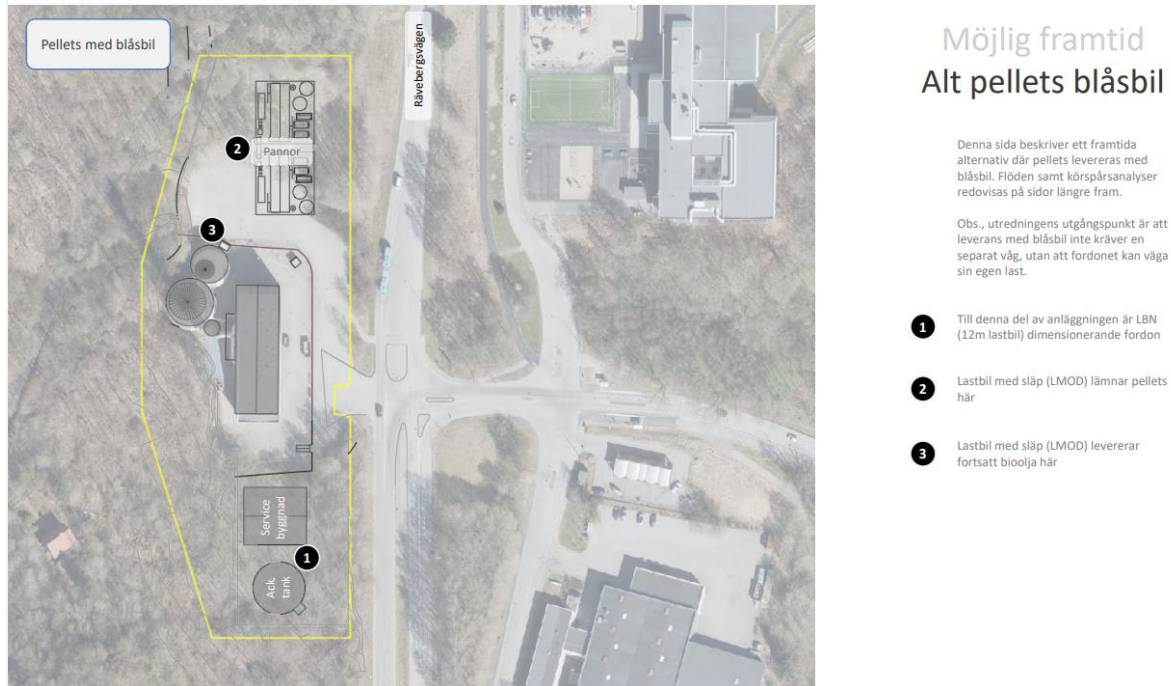 Pellets med blåsbil
Rävebergsvägen
2
Pannor
3
Service
byggnad
1
Ack.
tank
Möjlig framtid
Alt pellets blåsbil
Denna sida beskriver ett framtida
alternativ där pellets levereras med
blåsbil. Flöden samt körspårsanalyser
redovisas på sidor längre fram.
Obs., utredningens utgångspunkt är att
leverans med blåsbil inte kräver en
separat våg, utan att fordonet kan väga
sin egen last.
1
Till denna del av anläggningen är LBN
(12m lastbil) dimensionerande fordon
2
Lastbil med släp (LMOD) lämnar pellets
här
3
Lastbil med släp (LMOD) levererar
fortsatt bioolja här